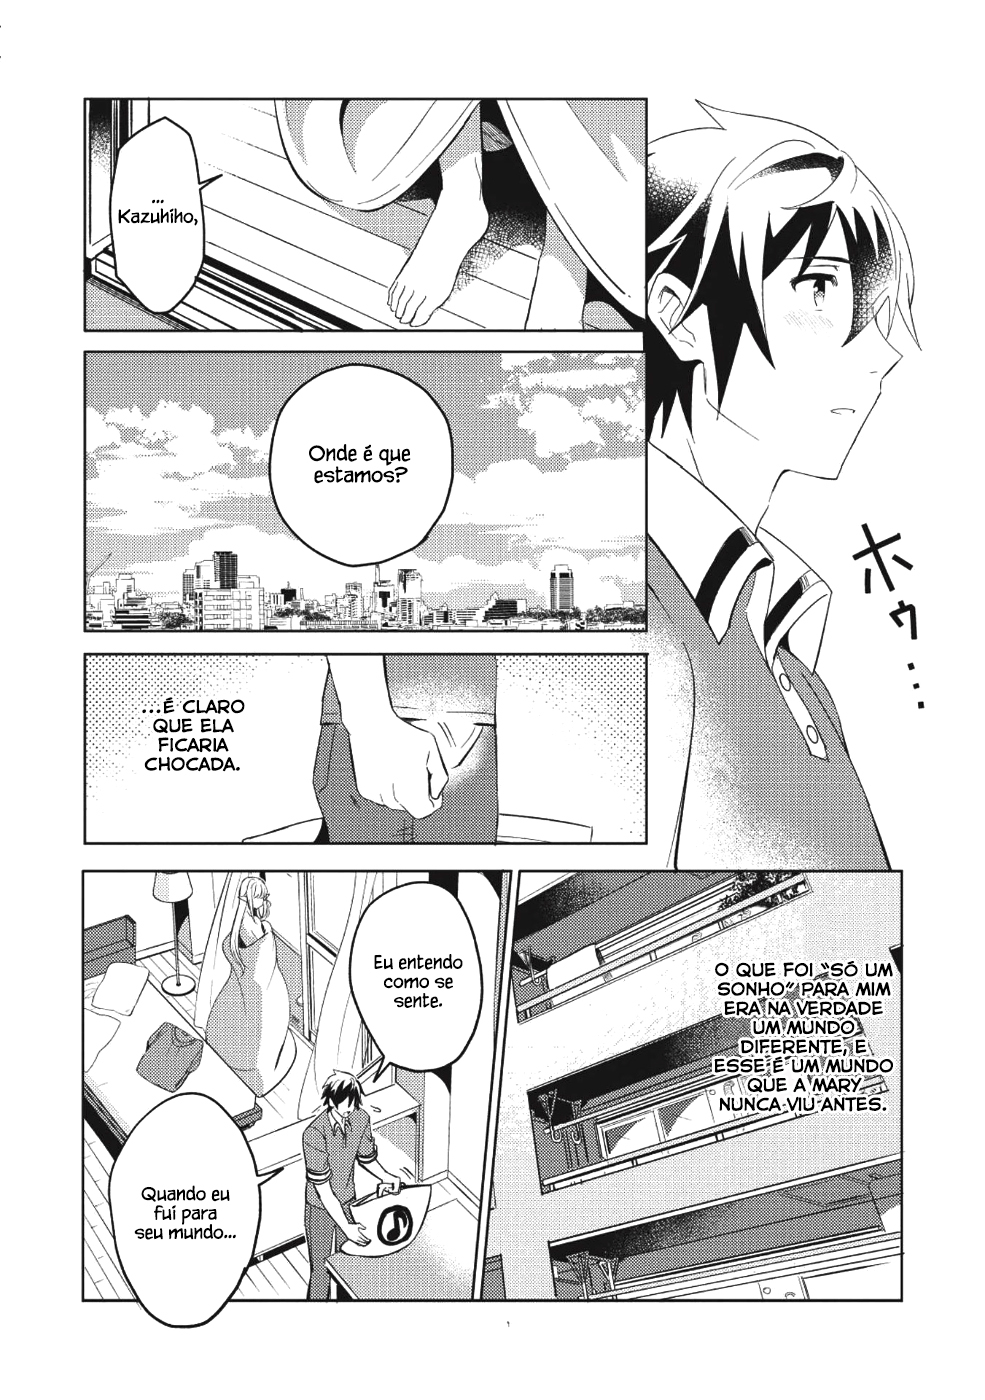 ...
Kazuhiho,
Onde é que
estamos?
ホ
ゥ
...
...É CLARO
QUE ELA
FICARIA
CHOCADA.
Eu entendo
como se
sente.
Quando eu
fui para
seu mundo...
O QUE FOI “SÓ UM
SONHO” PARA MIM
ERA NA VERDADE
UM MUNDO
DIFERENTE, E
ESSE É UM MUNDO
QUE A MARY
NUNCA VIU ANTES.